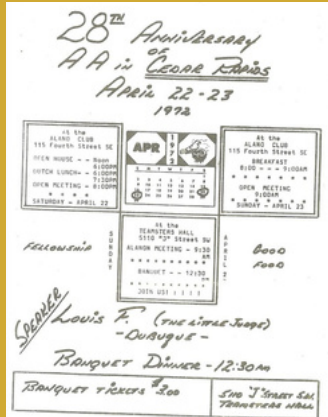 28TH ANNIVERSARY
OF
AA IN CEDAR RAPIDS
APRIL 22-23
1972
At the
ALANO CLUB
115 Fourth Street SE
OPEN HOUSE -- Noon
DUTCH LUNCH- 6:00PM
OPEN MEETING - 8:00PM
SATURDAY - APRIL 22
APR
1972
At the
ALANO CLUB
115 Fourth Street SE
BREAKFAST
8:00 - - - 9:00AM
OPEN MEETING
9:00AM
SUNDAY - APRIL 23
FELLOWSHIP
SUNDAY
At the
TEAMSTERS HALL
5110 "J" Street SW
ALANON MEETING - 9:30
AM
BANQUET - - 12:30
JOIN US! ! ! !
GOOD
FOOD
SPEAKER
LOUIS F. (THE LITTLE JUDGE)
- DUBUQUE -
BANQUET DINNER - 12:30PM
BANQUET TICKETS $3.00
5110 "J" STREET S.W.
TEAMSTERS HALL